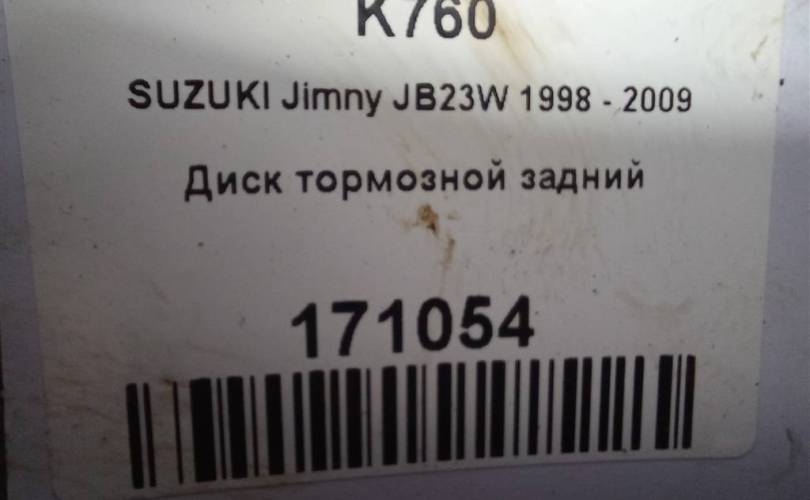 K760
SUZUKI Jimny JB23W 1998 - 2009
Диск тормозной задний
171054